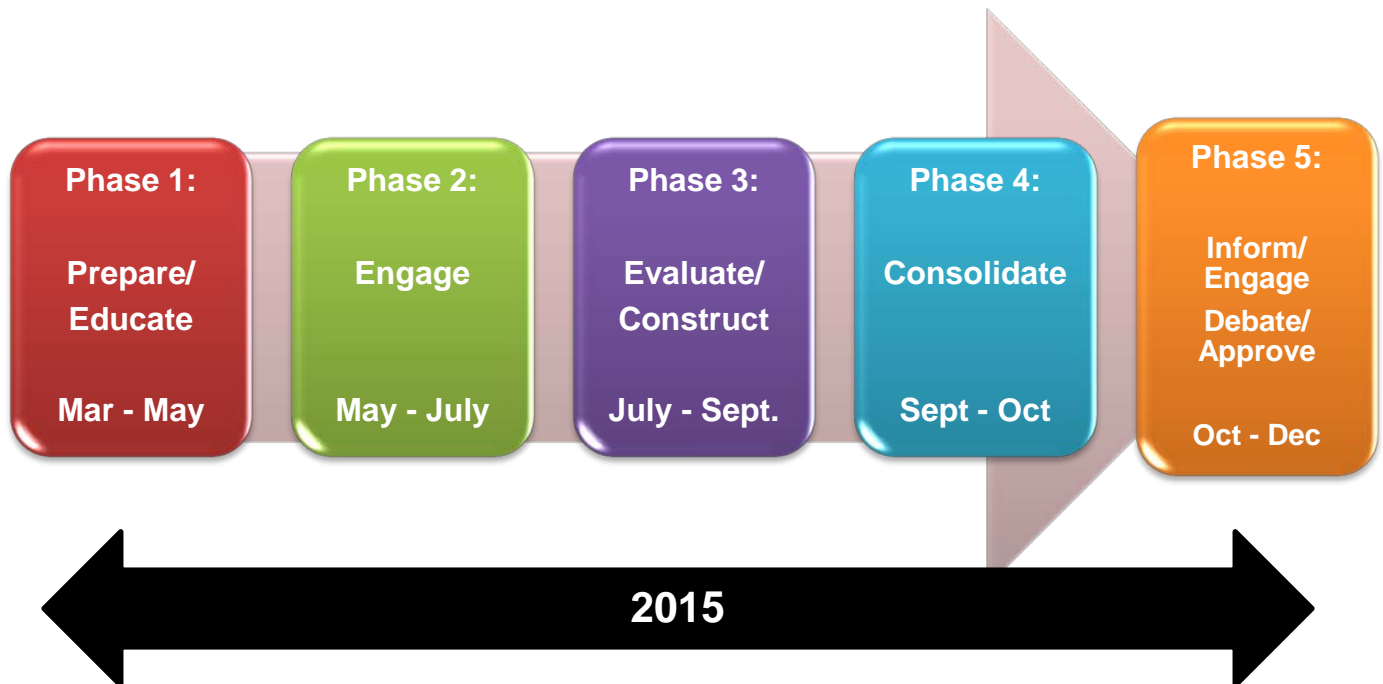 Phase 1:
Prepare/
Educate
Mar - May
Phase 2:
Engage
May - July
Phase 3:
Evaluate/
Construct
July - Sept.
Phase 4:
Consolidate
Sept - Oct
Phase 5:
Inform/
Engage
Debate/
Approve
Oct - Dec
2015